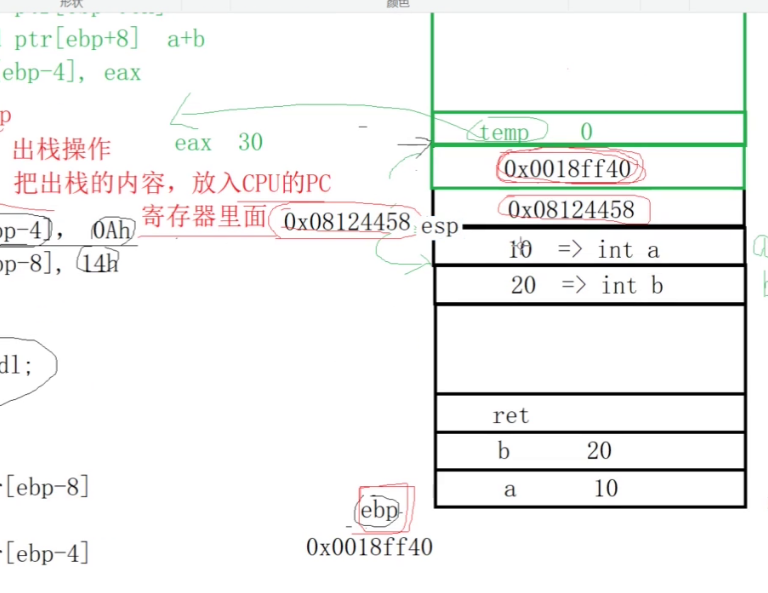 形状 颜色
ptr[ebp+8] a+b
ebp-4], eax
temp 0
出栈操作
eax 30
0x0018ff40
把出栈的内容，放入CPU的PC
寄存器里面 0x08124458 esp
0x08124458
bp-4], 0Ah
10 => int a
bp-8], 14h
20 => int b
dl;
ret
b 20
[ebp-8]
a 10
ebp
0x0018ff40
[ebp-4]